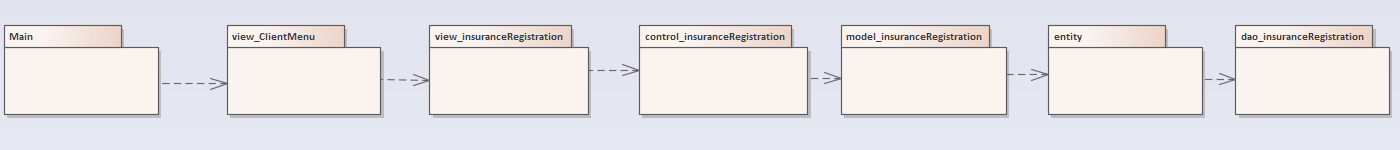 Main
view_ClientMenu
view_insuranceRegistration
control_insuranceRegistration
model_insuranceRegistration
entity
dao_insuranceRegistration